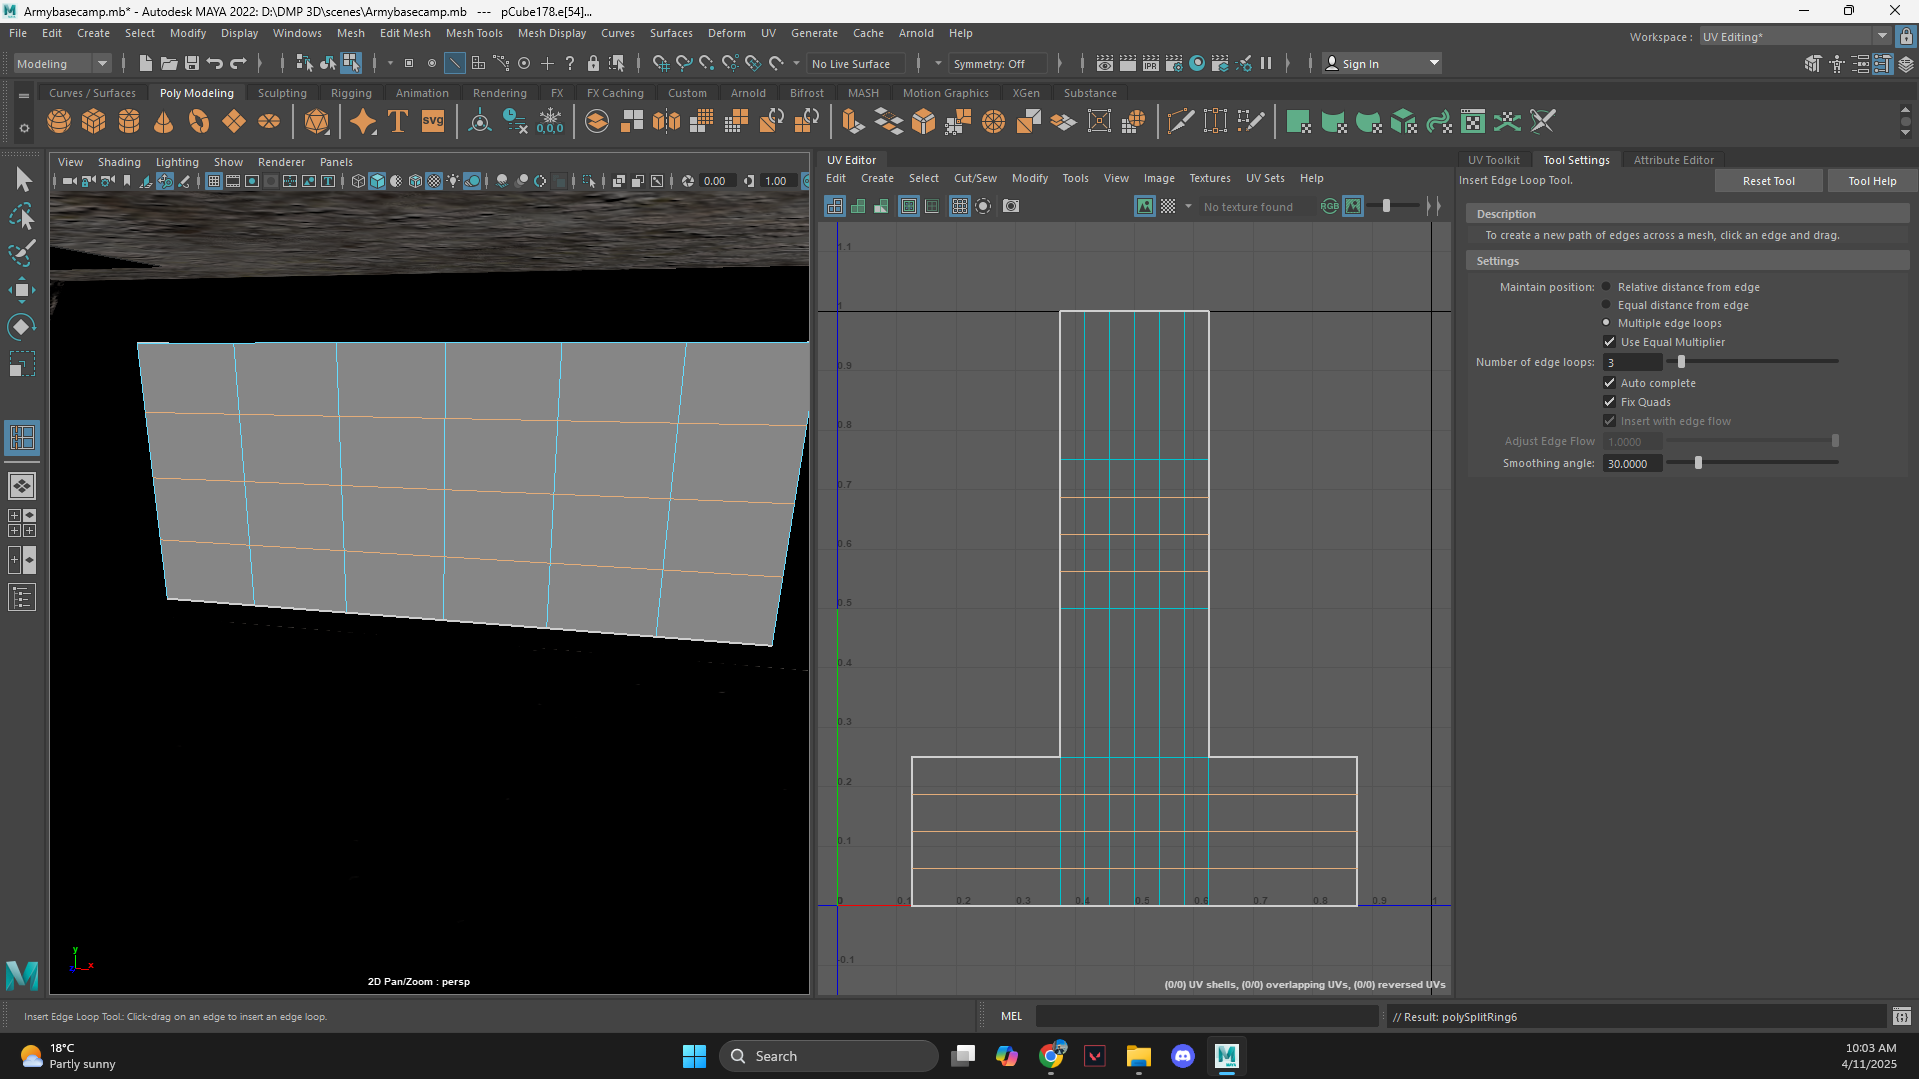 Armybasecamp.mb* - Autodesk MAYA 2022: D:\DMP 3D\scenes\Armybasecamp.mb   ---   pCube178.e[54]...
File Edit Create Select Modify Display Windows Mesh Edit Mesh Mesh Tools Mesh Display Curves Surfaces Deform UV Generate Cache Arnold Help
Workspace : UV Editing*
Modeling No Live Surface Symmetry: Off Sign In
Curves / Surfaces Poly Modeling Sculpting Rigging Animation Rendering FX FX Caching Custom Arnold Bifrost MASH Motion Graphics XGen Substance
T svg 0,0,0
View Shading Lighting Show Renderer Panels
0.00 1.00
2D Pan/Zoom : persp
y
x
UV Editor
Edit Create Select Cut/Sew Modify Tools View Image Textures UV Sets Help
No texture found RGB
1.1
1
0.9
0.8
0.7
0.6
0.5
0.4
0.3
0.2
0.1
0 0.1 0.2 0.3 0.4 0.5 0.6 0.7 0.8 0.9 1
-0.1
(0/0) UV shells, (0/0) overlapping UVs, (0/0) reversed UVs
UV Toolkit Tool Settings Attribute Editor
Insert Edge Loop Tool. Reset Tool Tool Help
Description
To create a new path of edges across a mesh, click an edge and drag.
Settings
Maintain position: Relative distance from edge
Equal distance from edge
Multiple edge loops
Use Equal Multiplier
Number of edge loops: 3
Auto complete
Fix Quads
Insert with edge flow
Adjust Edge Flow 1.0000
Smoothing angle: 30.0000
Insert Edge Loop Tool: Click-drag on an edge to insert an edge loop.
MEL
// Result: polySplitRing6
18°C
Partly sunny
Search
10:03 AM
4/11/2025